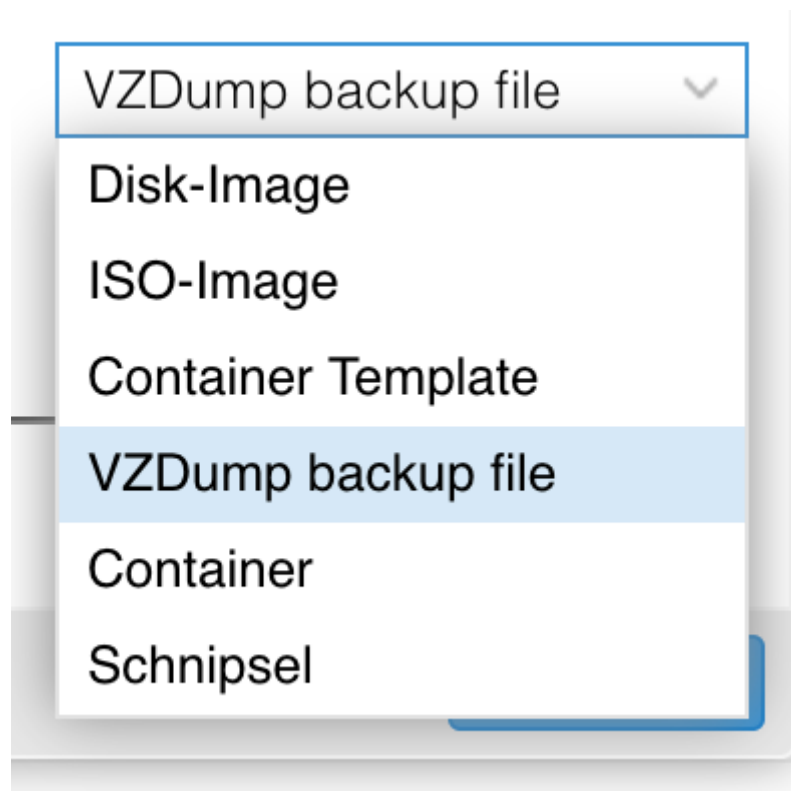 VZDump backup file
Disk-Image
ISO-Image
Container Template
VZDump backup file
Container
Schnipsel